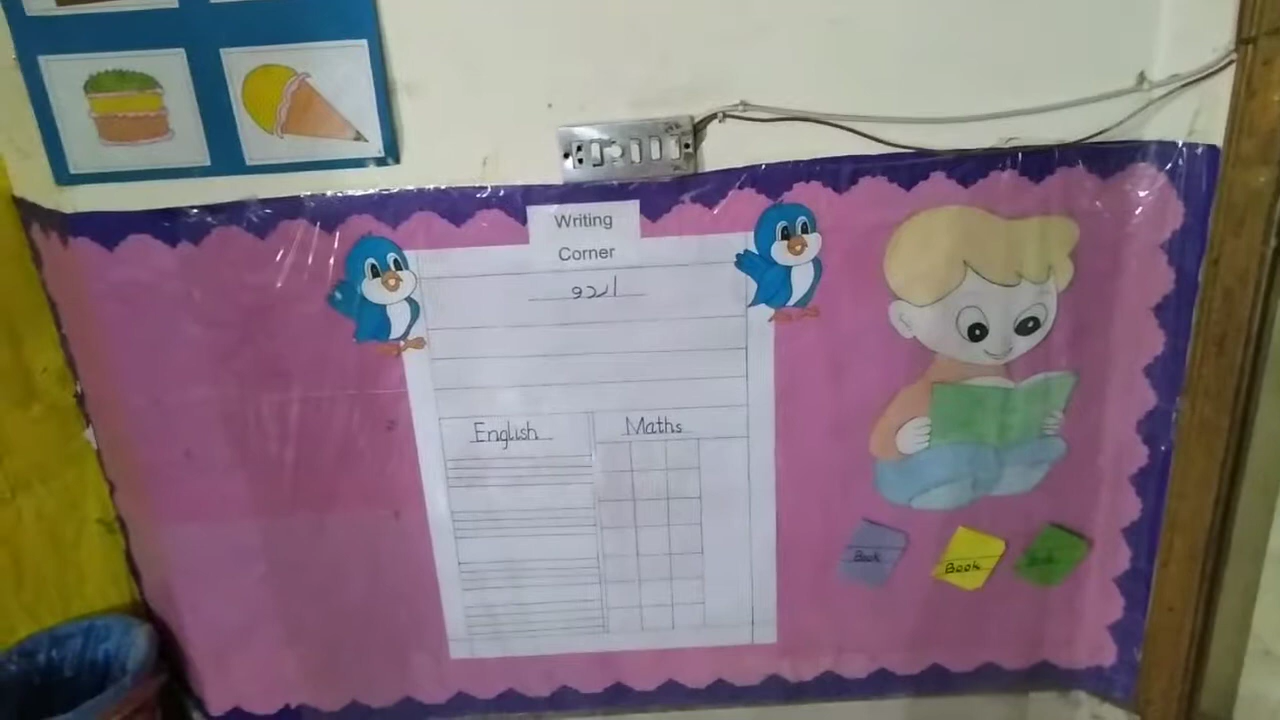 Writing
Corner
اردو
English
Maths
Book
Book